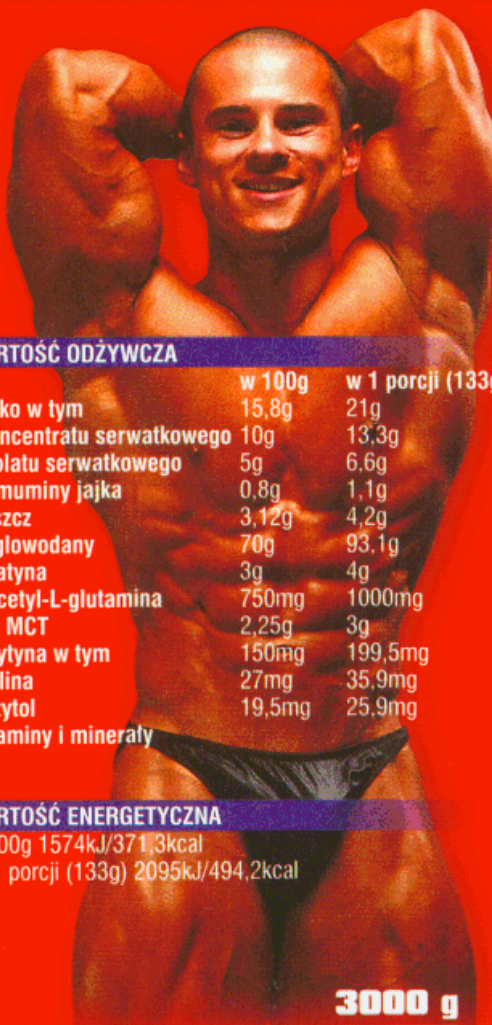 RTOŚĆ ODŻYWCZA
w 100g w 1 porcji (133g
ko w tym 15,8g 21g
ncentratu serwatkowego 10g 13,3g
olatu serwatkowego 5g 6,6g
muminy jajka 0,8g 1,1g
szcz 3,12g 4,2g
glowodany 70g 93,1g
atyna 3g 4g
cetyl-L-glutamina 750mg 1000mg
MCT 2,25g 3g
ytyna w tym 150mg 199,5mg
lina 27mg 35,9mg
ytol 19,5mg 25,9mg
aminy i minerały
RTOŚĆ ENERGETYCZNA
00g 1574kJ/371,3kcal
porcji (133g) 2095kJ/494,2kcal
3000 g